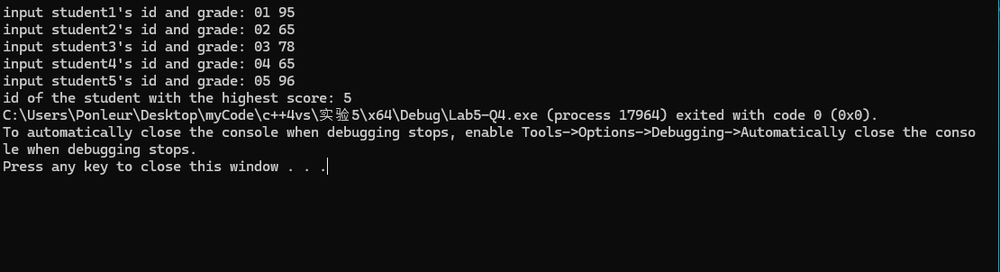 input student1's id and grade: 01 95
input student2's id and grade: 02 65
input student3's id and grade: 03 78
input student4's id and grade: 04 65
input student5's id and grade: 05 96
id of the student with the highest score: 5
C:\Users\Ponleur\Desktop\myCode\c++4vs\实验5\x64\Debug\Lab5-Q4.exe (process 17964) exited with code 0 (0x0).
To automatically close the console when debugging stops, enable Tools->Options->Debugging->Automatically close the conso
le when debugging stops.
Press any key to close this window . . .